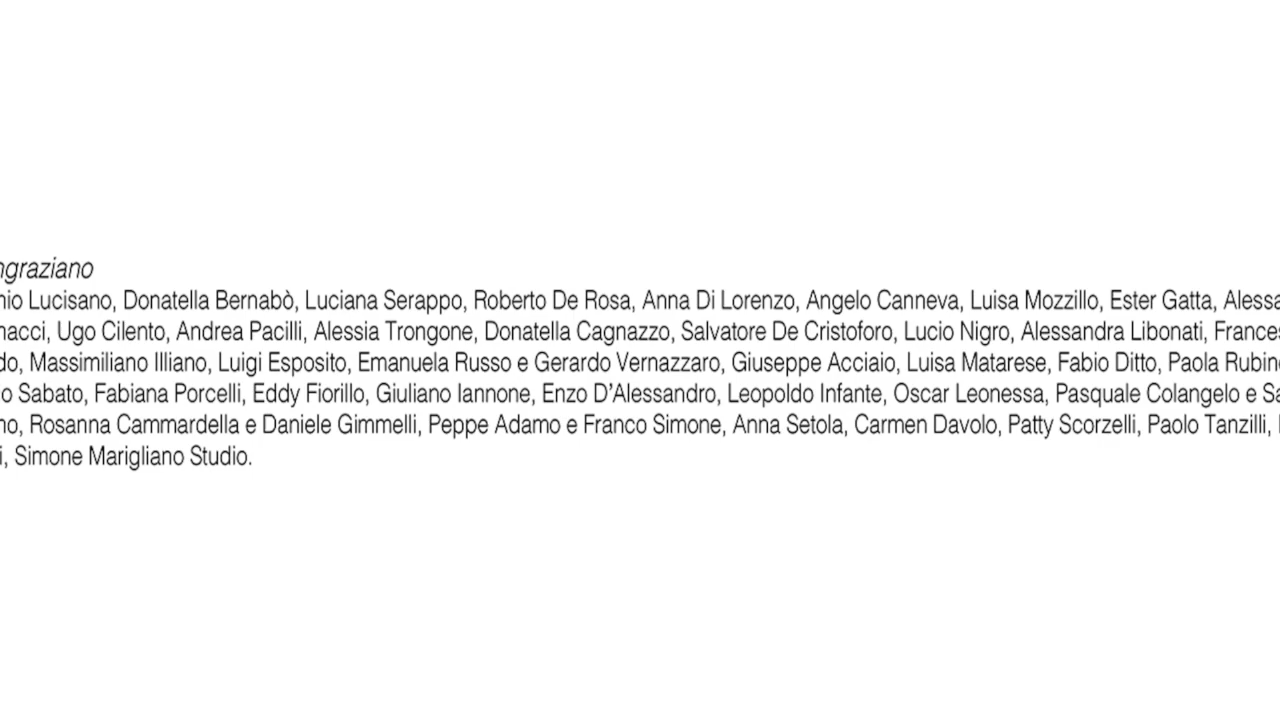 ngraziano
nio Lucisano, Donatella Bernabò, Luciana Serappo, Roberto De Rosa, Anna Di Lorenzo, Angelo Canneva, Luisa Mozzillo, Ester Gatta, Alessa
nacci, Ugo Cilento, Andrea Pacilli, Alessia Trongone, Donatella Cagnazzo, Salvatore De Cristoforo, Lucio Nigro, Alessandra Libonati, Frances
do, Massimiliano Illiano, Luigi Esposito, Emanuela Russo e Gerardo Vernazzaro, Giuseppe Acciaio, Luisa Matarese, Fabio Ditto, Paola Rubino
o Sabato, Fabiana Porcelli, Eddy Fiorillo, Giuliano Iannone, Enzo D’Alessandro, Leopoldo Infante, Oscar Leonessa, Pasquale Colangelo e Sa
no, Rosanna Cammardella e Daniele Gimmelli, Peppe Adamo e Franco Simone, Anna Setola, Carmen Davolo, Patty Scorzelli, Paolo Tanzilli,
i, Simone Marigliano Studio.